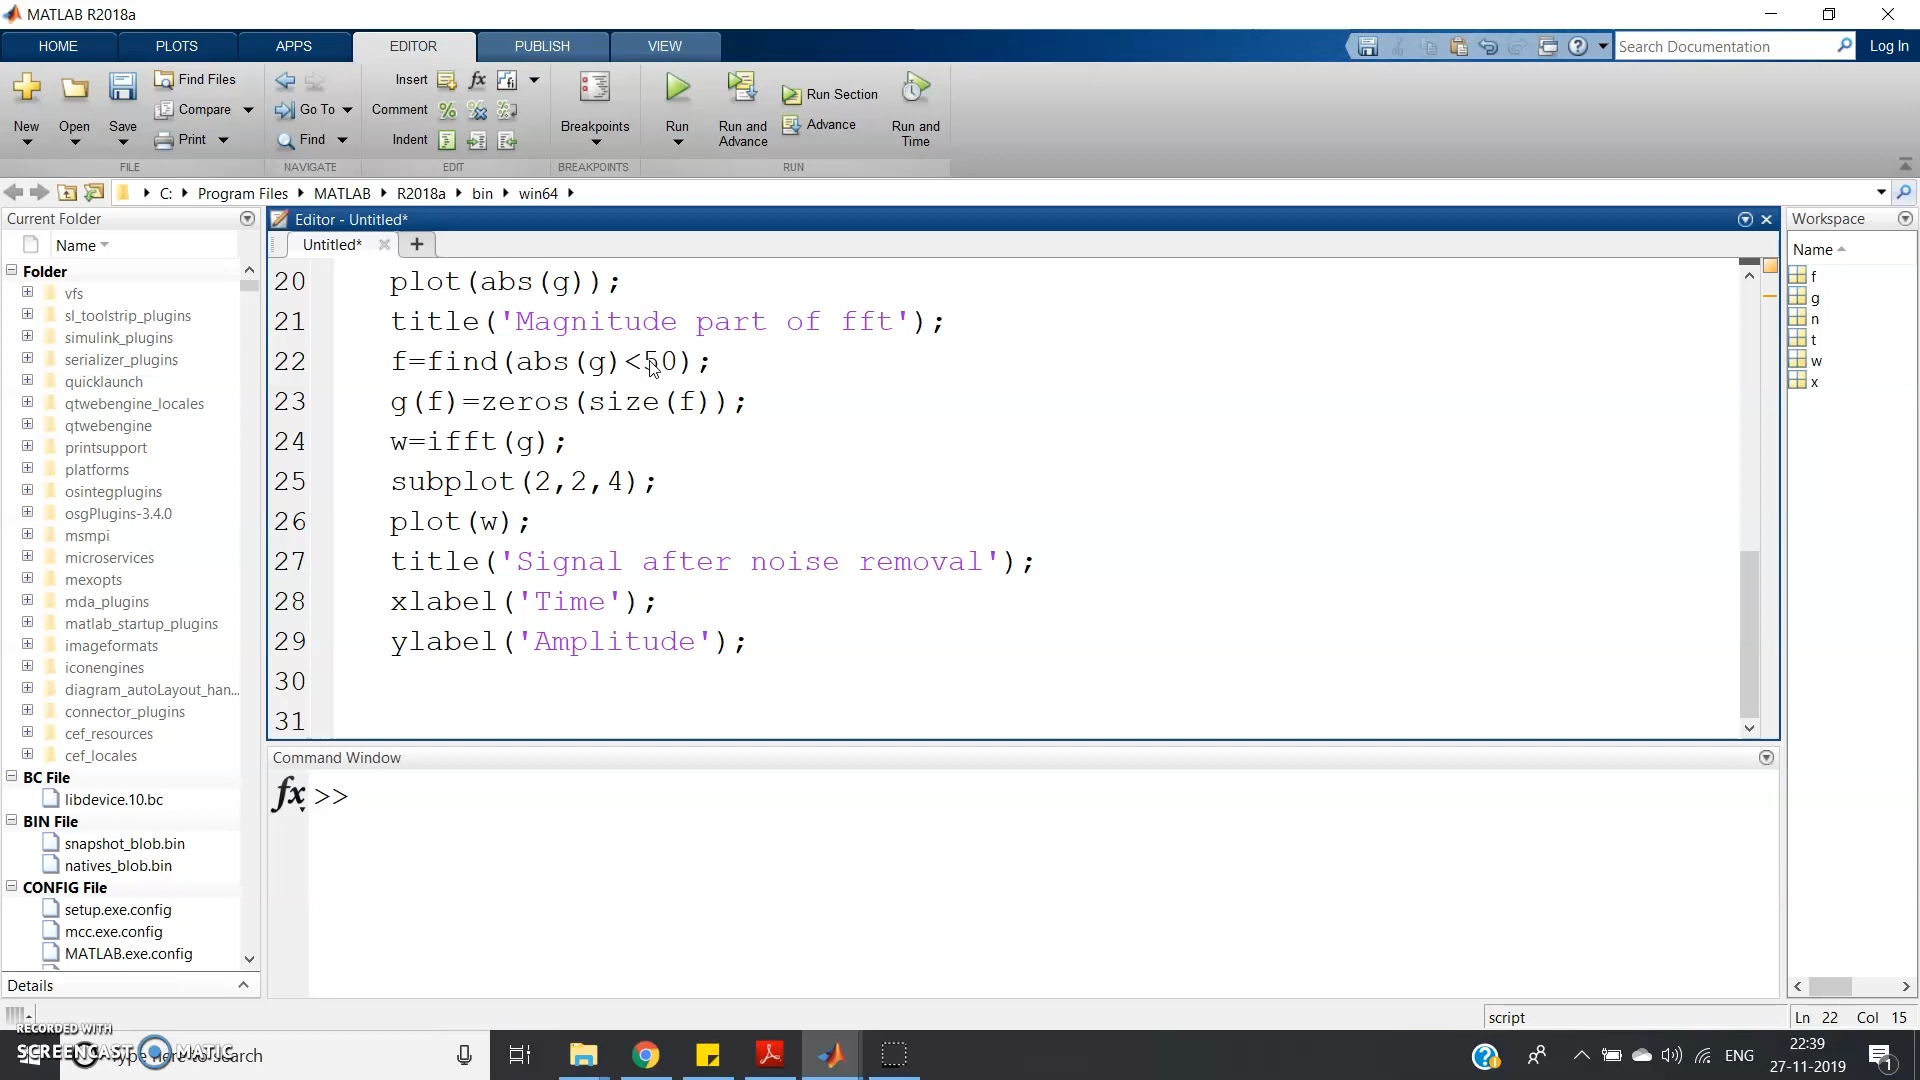 MATLAB R2018a
HOME PLOTS APPS EDITOR PUBLISH VIEW
Search Documentation
Log In
Find Files
Insert fx
Compare
Go To
Comment
Run Section
New Open Save
Breakpoints
Run
Run and Advance
Advance
Run and Time
Print
Find
Indent
FILE NAVIGATE EDIT BREAKPOINTS RUN
C: Program Files MATLAB R2018a bin win64
Current Folder
Name
Folder
vfs
sl_toolstrip_plugins
simulink_plugins
serializer_plugins
quicklaunch
qtwebengine_locales
qtwebengine
printsupport
platforms
osintegplugins
osgPlugins-3.4.0
msmpi
microservices
mexopts
mda_plugins
matlab_startup_plugins
imageformats
iconengines
diagram_autoLayout_han...
connector_plugins
cef_resources
cef_locales
BC File
libdevice.10.bc
BIN File
snapshot_blob.bin
natives_blob.bin
CONFIG File
setup.exe.config
mcc.exe.config
MATLAB.exe.config
Details
Editor - Untitled*
Untitled*
20 plot(abs(g));
21 title('Magnitude part of fft');
22 f=find(abs(g)<50);
23 g(f)=zeros(size(f));
24 w=ifft(g);
25 subplot(2,2,4);
26 plot(w);
27 title('Signal after noise removal');
28 xlabel('Time');
29 ylabel('Amplitude');
30
31
Command Window
fx >>
Workspace
Name
f
g
n
t
w
x
script
Ln 22 Col 15
RECORDED WITH
SCREENCAST MATIC
Type here to search
ENG
22:39
27-11-2019
1